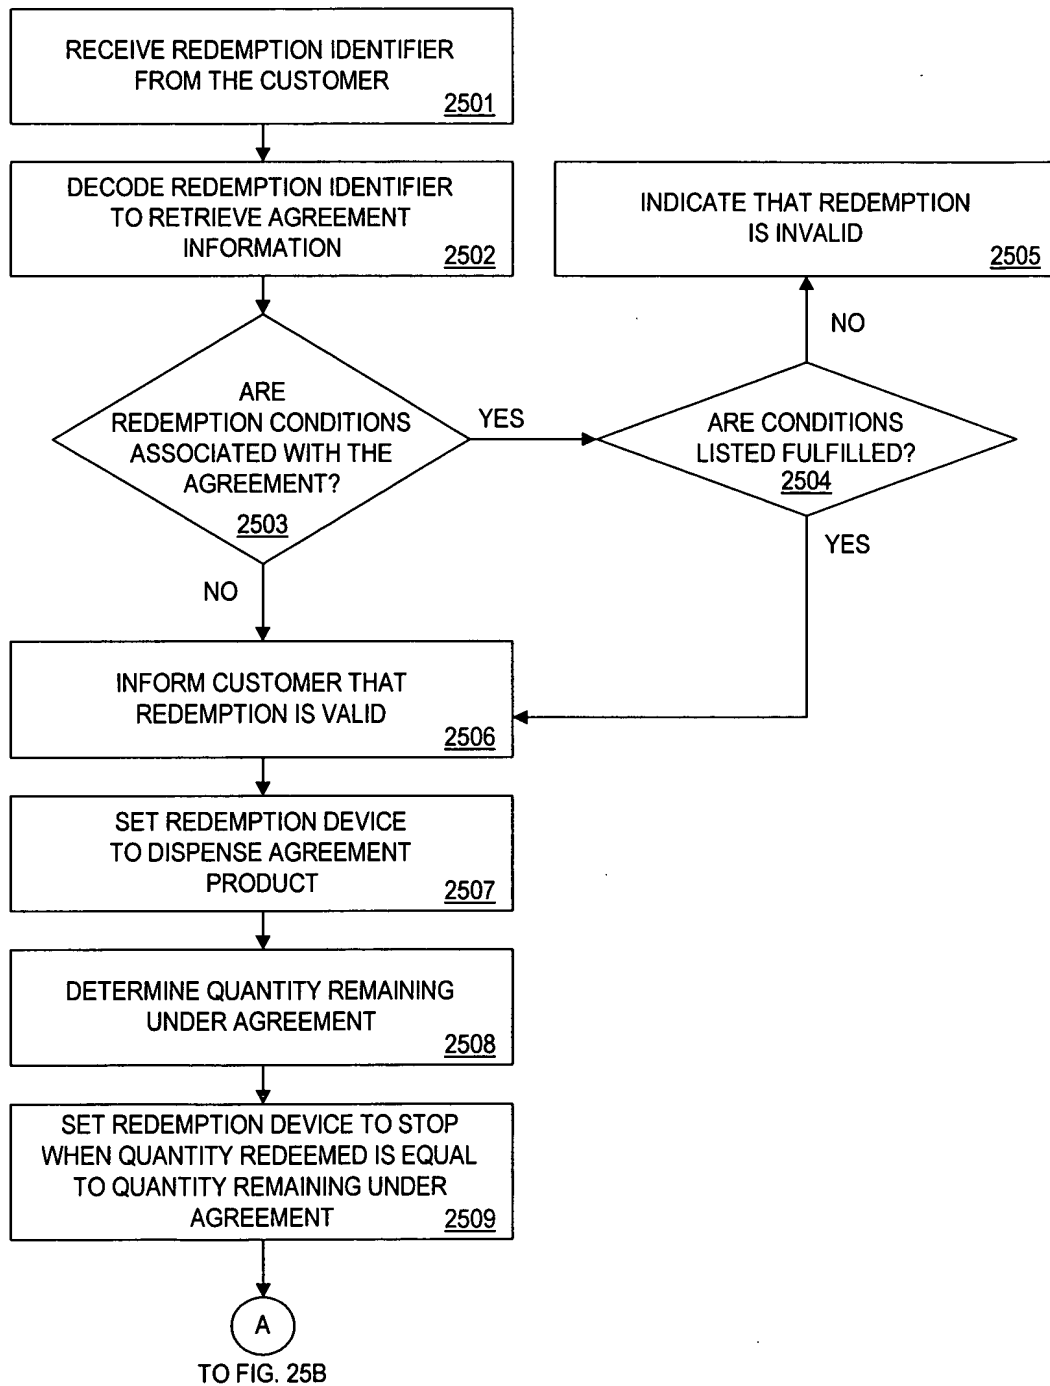 RECEIVE REDEMPTION IDENTIFIER
FROM THE CUSTOMER
2501
DECODE REDEMPTION IDENTIFIER
TO RETRIEVE AGREEMENT
INFORMATION
2502
INDICATE THAT REDEMPTION
IS INVALID
2505
NO
ARE
REDEMPTION CONDITIONS
ASSOCIATED WITH THE
AGREEMENT?
2503
YES
ARE CONDITIONS
LISTED FULFILLED?
2504
YES
NO
INFORM CUSTOMER THAT
REDEMPTION IS VALID
2506
SET REDEMPTION DEVICE
TO DISPENSE AGREEMENT
PRODUCT
2507
DETERMINE QUANTITY REMAINING
UNDER AGREEMENT
2508
SET REDEMPTION DEVICE TO STOP
WHEN QUANTITY REDEEMED IS EQUAL
TO QUANTITY REMAINING UNDER
AGREEMENT
2509
A
TO FIG. 25B